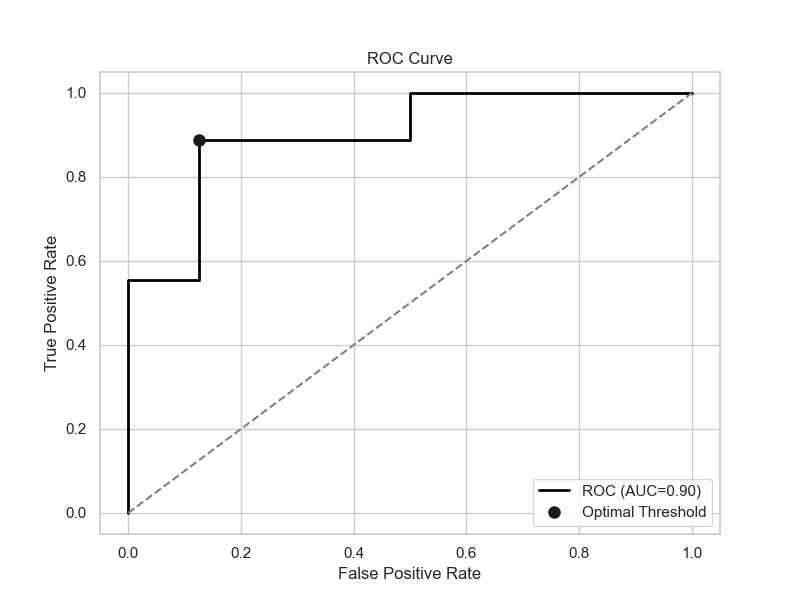 ROC Curve
True Positive Rate
1.0
0.8
0.6
0.4
0.2
0.0
0.0 0.2 0.4 0.6 0.8 1.0
False Positive Rate
ROC (AUC=0.90)
Optimal Threshold